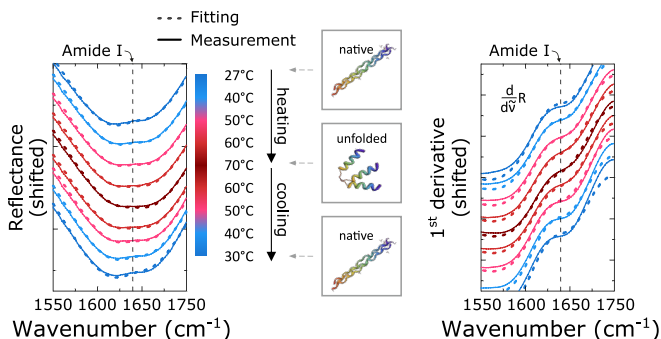 Fitting
Measurement
Amide I
Reflectance
(shifted)
1550 1600 1650 1750
Wavenumber (cm⁻¹)
27°C
40°C
50°C
60°C
70°C
60°C
50°C
40°C
30°C
heating
cooling
native
unfolded
native
Amide I
d
dṽ
R
1ˢᵗ derivative
(shifted)
1550 1600 1650 1750
Wavenumber (cm⁻¹)